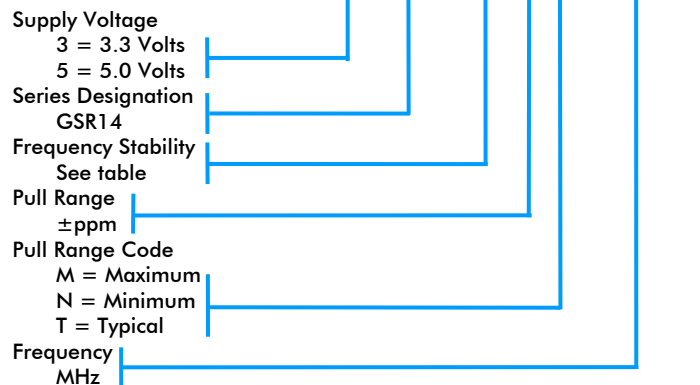 Supply Voltage
3 = 3.3 Volts
5 = 5.0 Volts
Series Designation
GSR14
Frequency Stability
See table
Pull Range
±ppm
Pull Range Code
M = Maximum
N = Minimum
T = Typical
Frequency
MHz